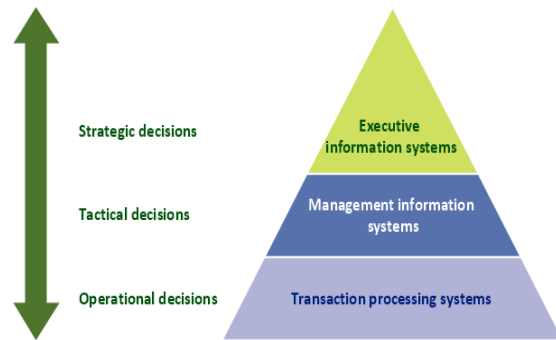 Strategic decisions
Executive
information systems
Tactical decisions
Management information
systems
Operational decisions
Transaction processing systems